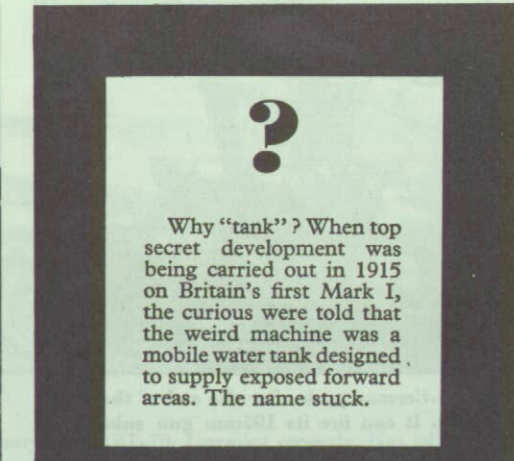 ?
Why “tank” ? When top
secret development was
being carried out in 1915
on Britain's first Mark I,
the curious were told that
the weird machine was a
mobile water tank designed
to supply exposed forward
areas. The name stuck.